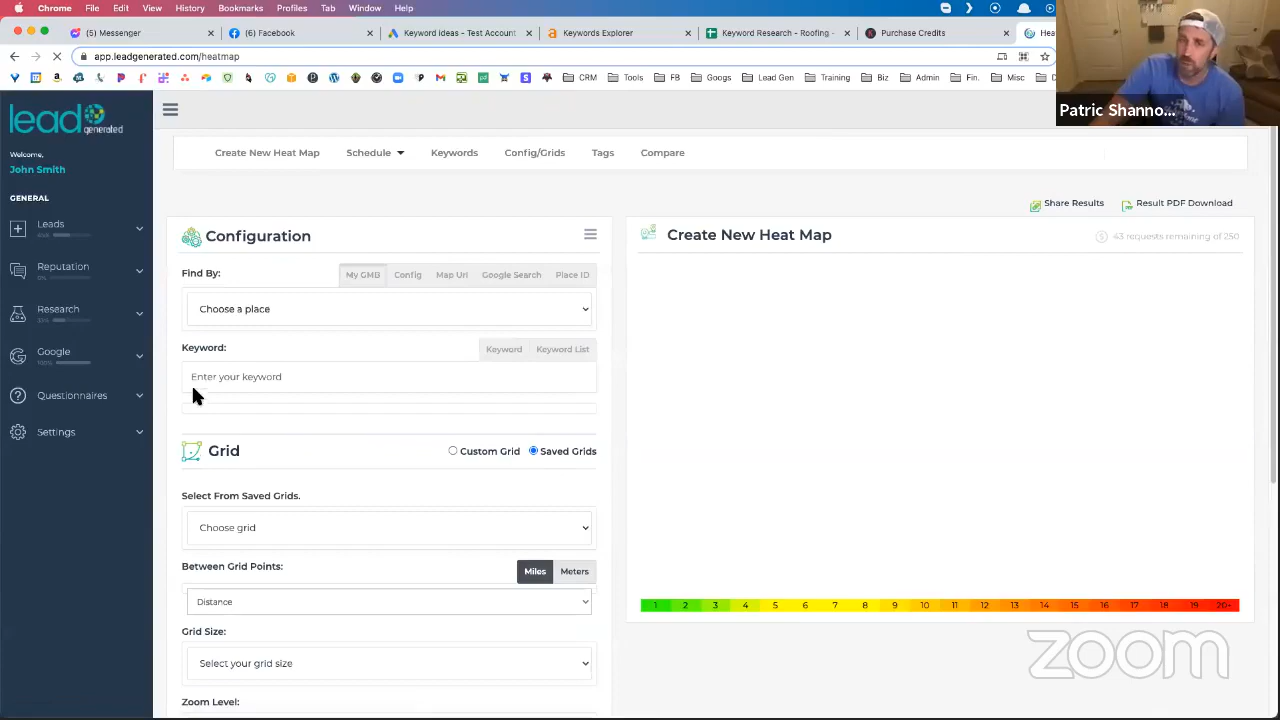 Chrome File Edit View History Bookmarks Profiles Tab Window Help
(5) Messenger × (6) Facebook × Keyword ideas - Test Account × Keywords Explorer × Keyword Research - Roofing - × Purchase Credits × Hea
app.leadgenerated.com/heatmap
CRM Tools FB Googs Lead Gen Training Biz Admin Fin. Misc
Patric Shanno...
lead generated
Welcome,
John Smith
GENERAL
Leads
Reputation
0%
Research
Google
100%
Questionnaires
Settings
Create New Heat Map Schedule Keywords Config/Grids Tags Compare
Share Results Result PDF Download
Configuration
Find By: My GMB Config Map Url Google Search Place ID
Choose a place
Keyword: Keyword Keyword List
Enter your keyword
Grid Custom Grid Saved Grids
Select From Saved Grids.
Choose grid
Between Grid Points: Miles Meters
Distance
Grid Size:
Select your grid size
Zoom Level:
Create New Heat Map 43 requests remaining of 250
1 2 3 4 5 6 7 8 9 10 11 12 13 14 15 16 17 18 19 20+
zoom